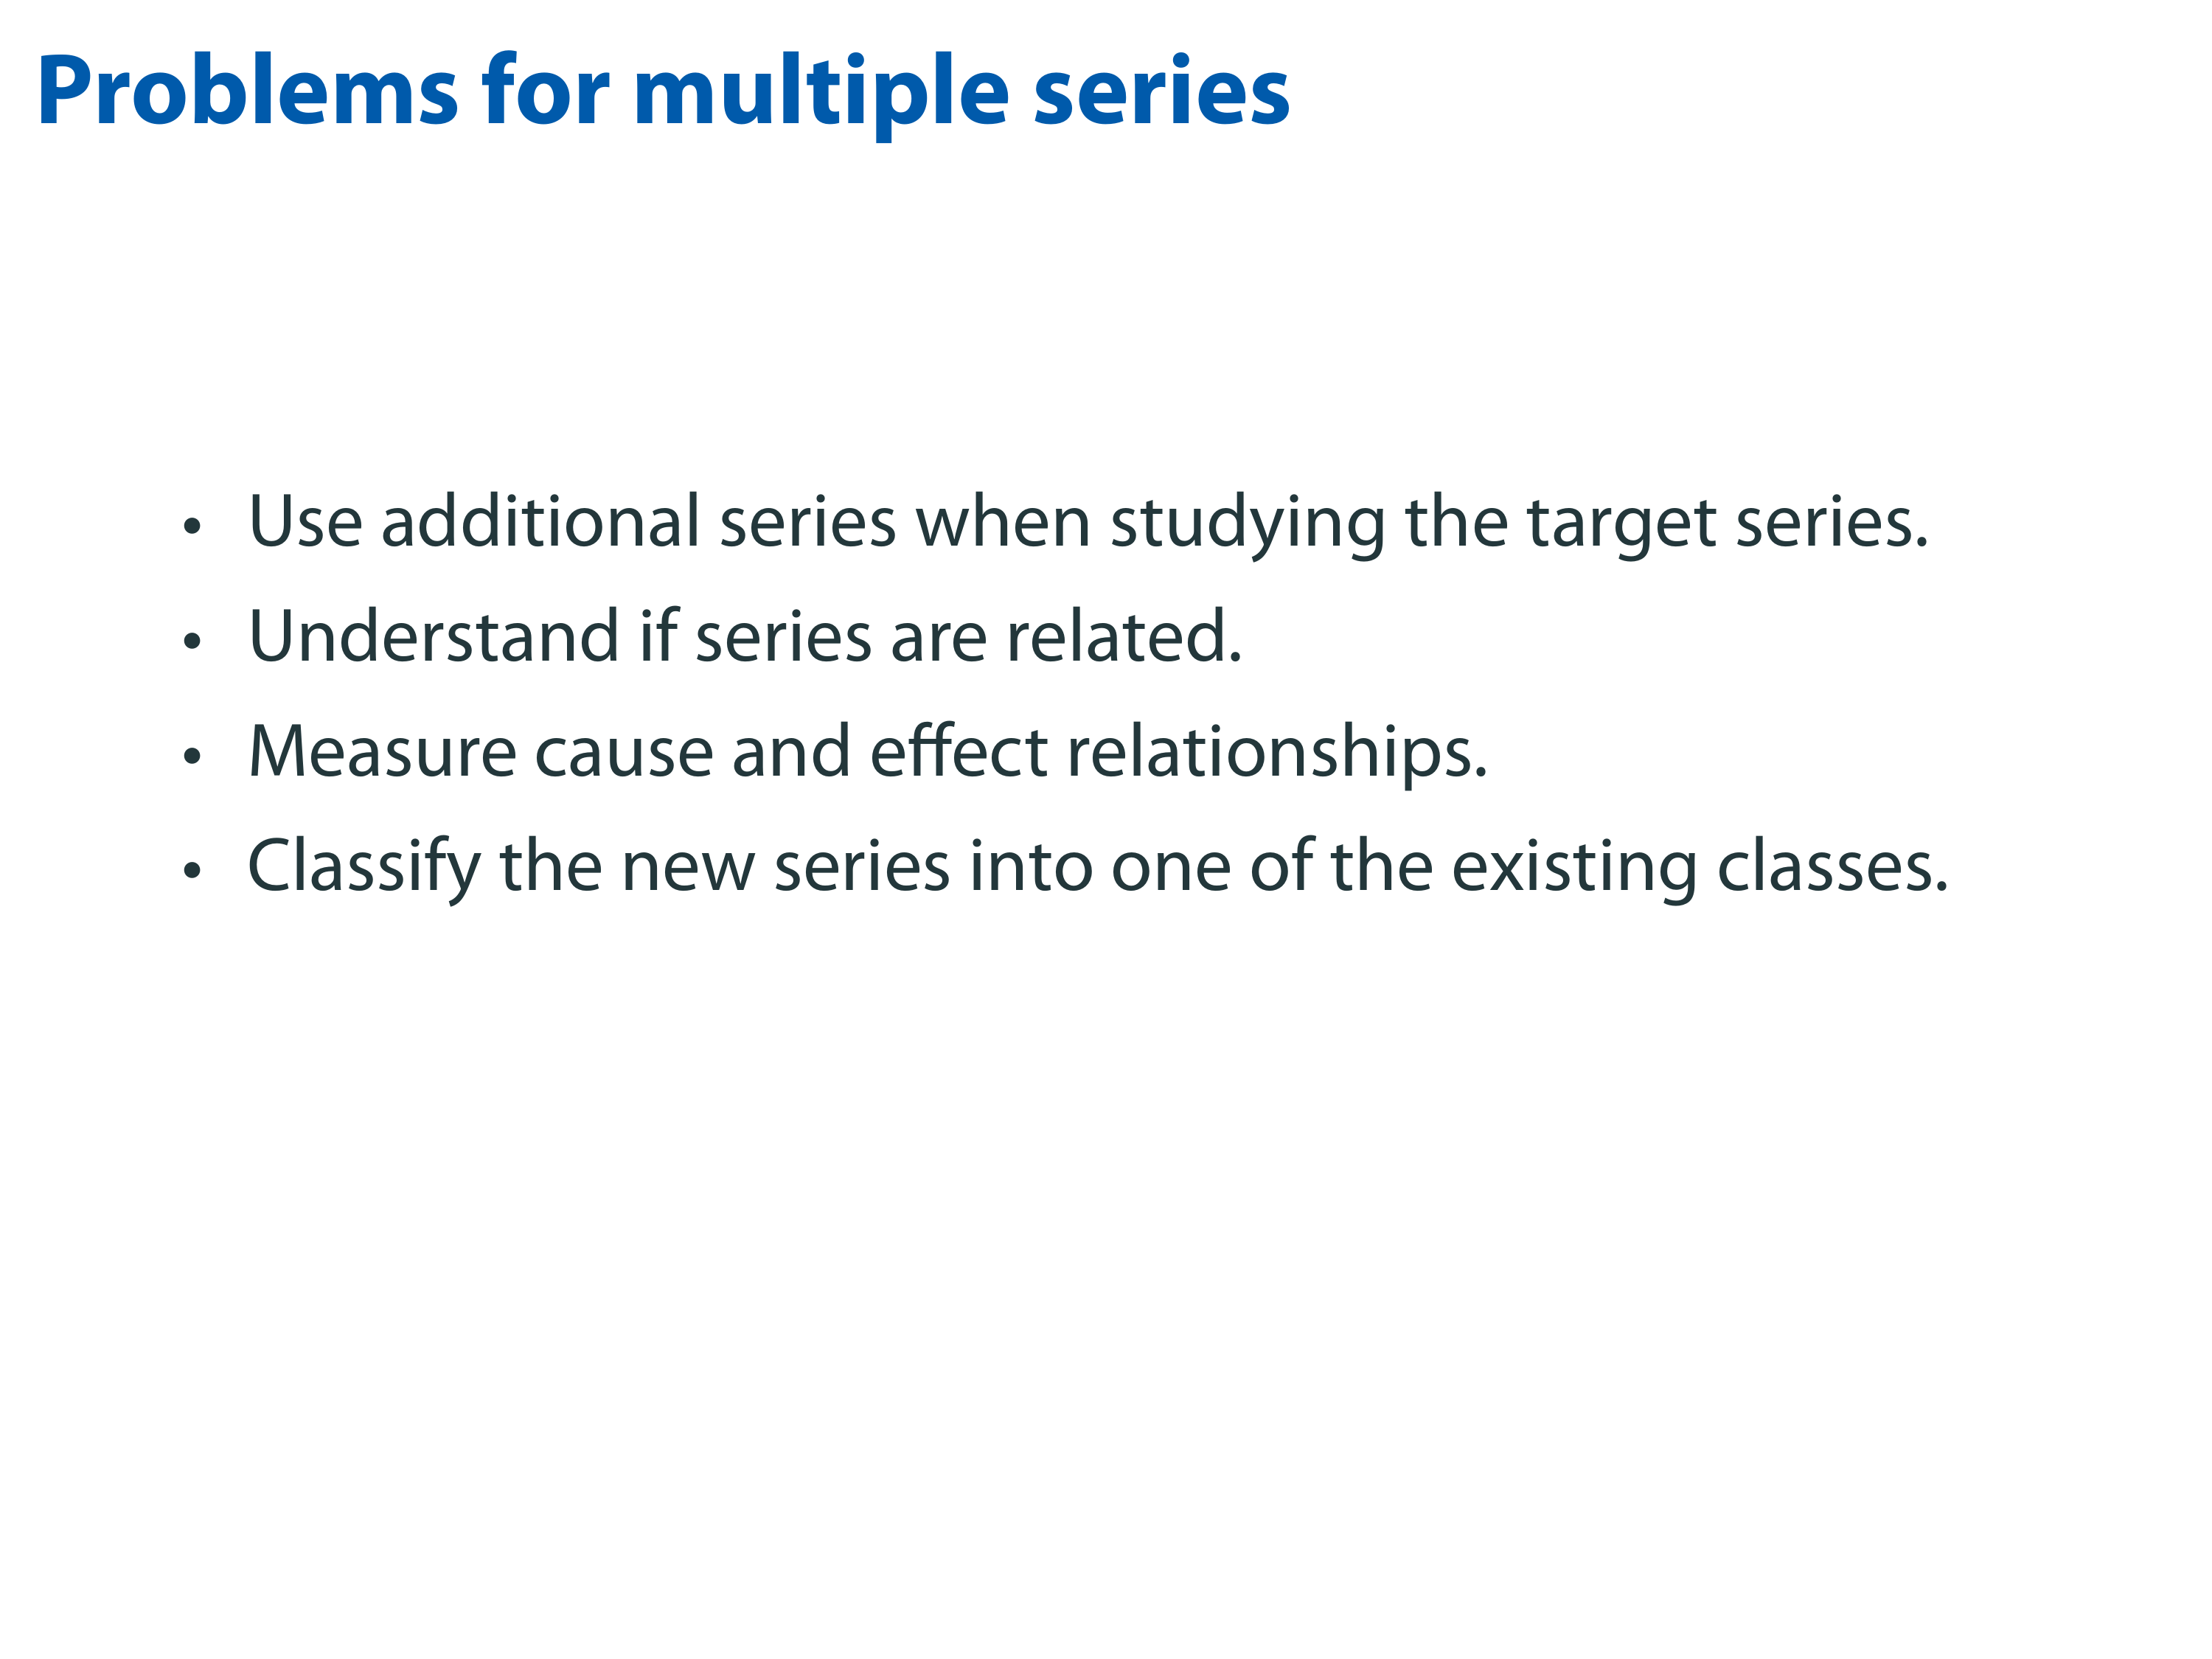 Problems for multiple series
• Use additional series when studying the target series.
• Understand if series are related.
• Measure cause and effect relationships.
• Classify the new series into one of the existing classes.